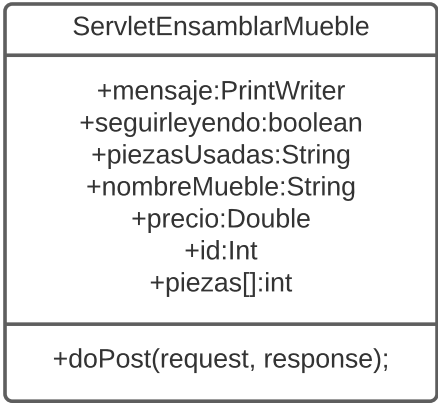 ServletEnsamblarMueble
+mensaje:PrintWriter
+seguirleyendo:boolean
+piezasUsadas:String
+nombreMueble:String
+precio:Double
+id:Int
+piezas[]:int
+doPost(request, response);